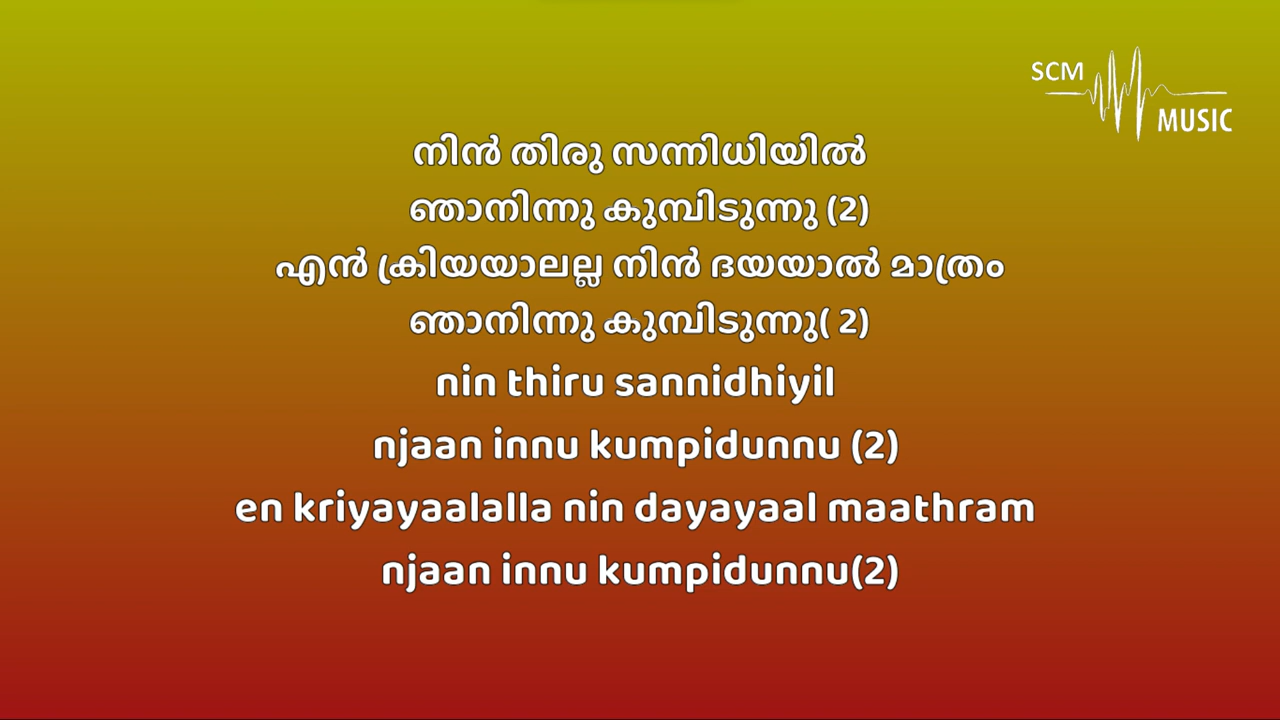 SCM
MUSIC
നിൻ തിരു സന്നിധിയിൽ
ഞാനിന്നു കുമ്പിടുന്നു (2)
എൻ ക്രിയയാലല്ല നിൻ ദയയാൽ മാത്രം
ഞാനിന്നു കുമ്പിടുന്നു( 2)
nin thiru sannidhiyil
njaan innu kumpidunnu (2)
en kriyayaalalla nin dayayaal maathram
njaan innu kumpidunnu(2)